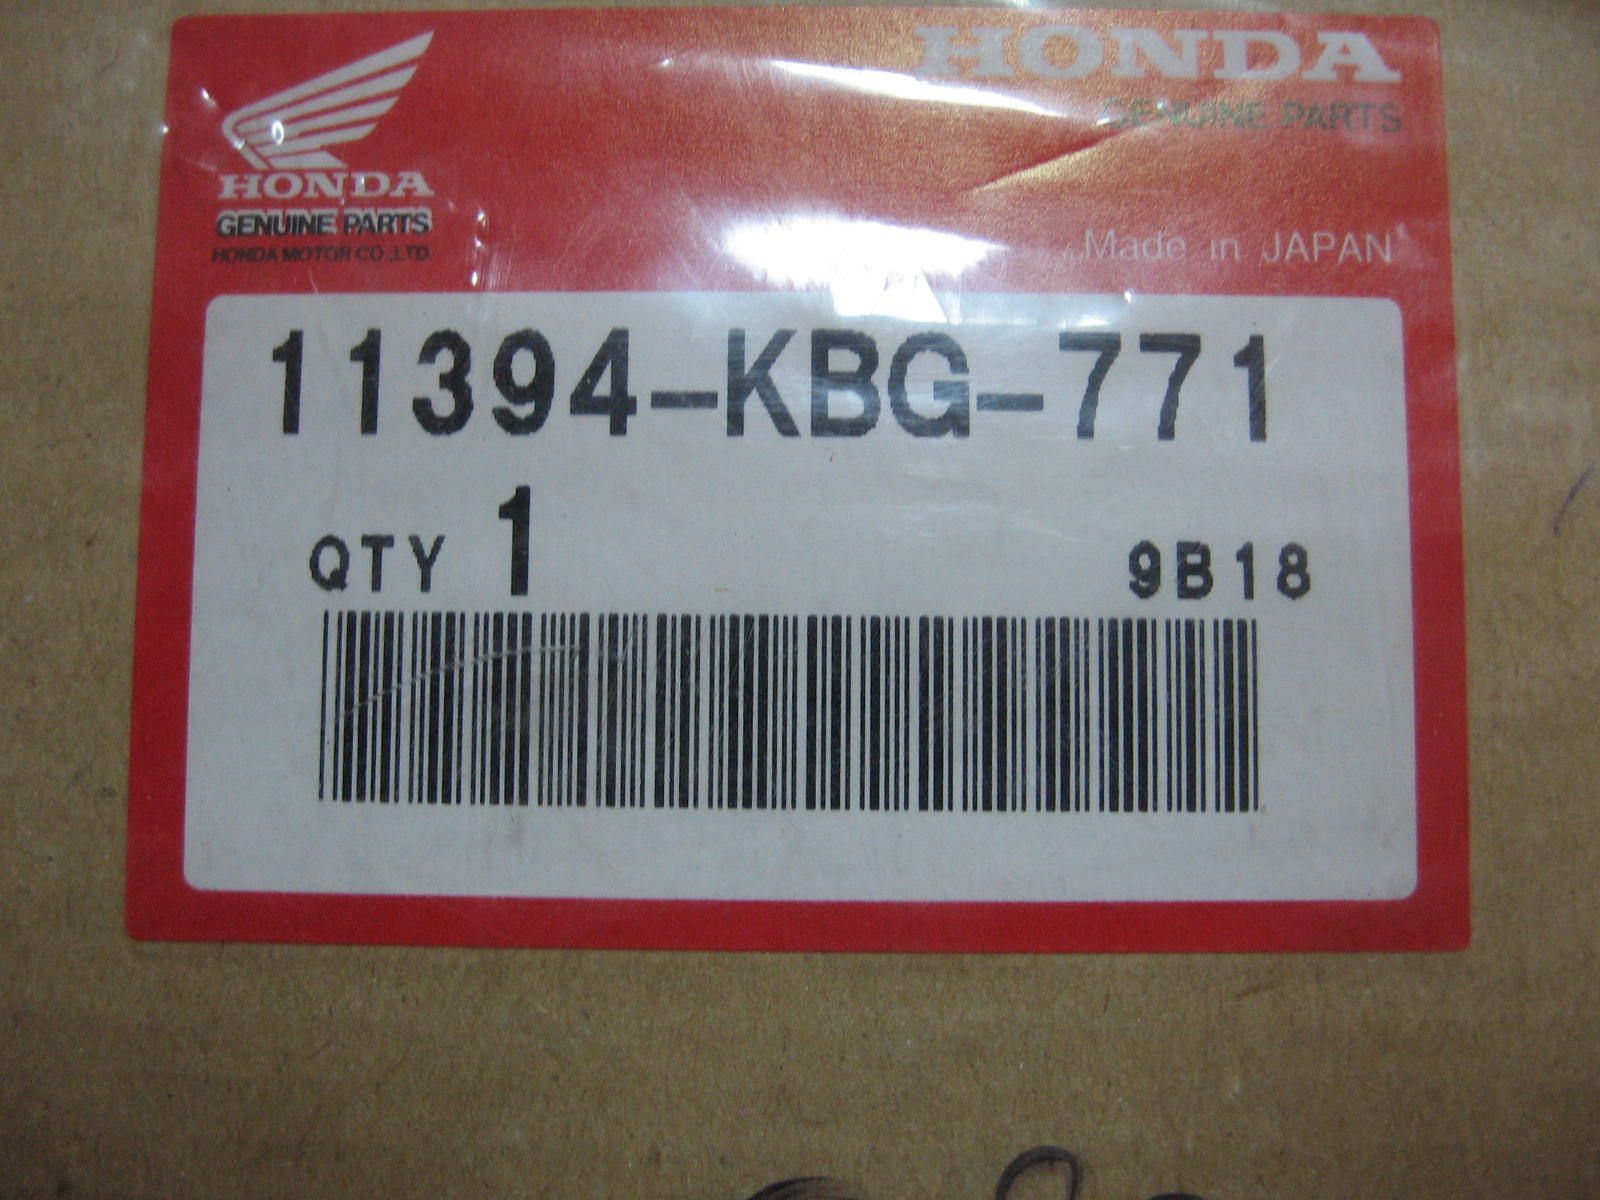 HONDA
GENUINE PARTS
HONDA MOTOR CO.,LTD.
HONDA
GENUINE PARTS
Made in JAPAN
11394-KBG-771
QTY 1
9B18